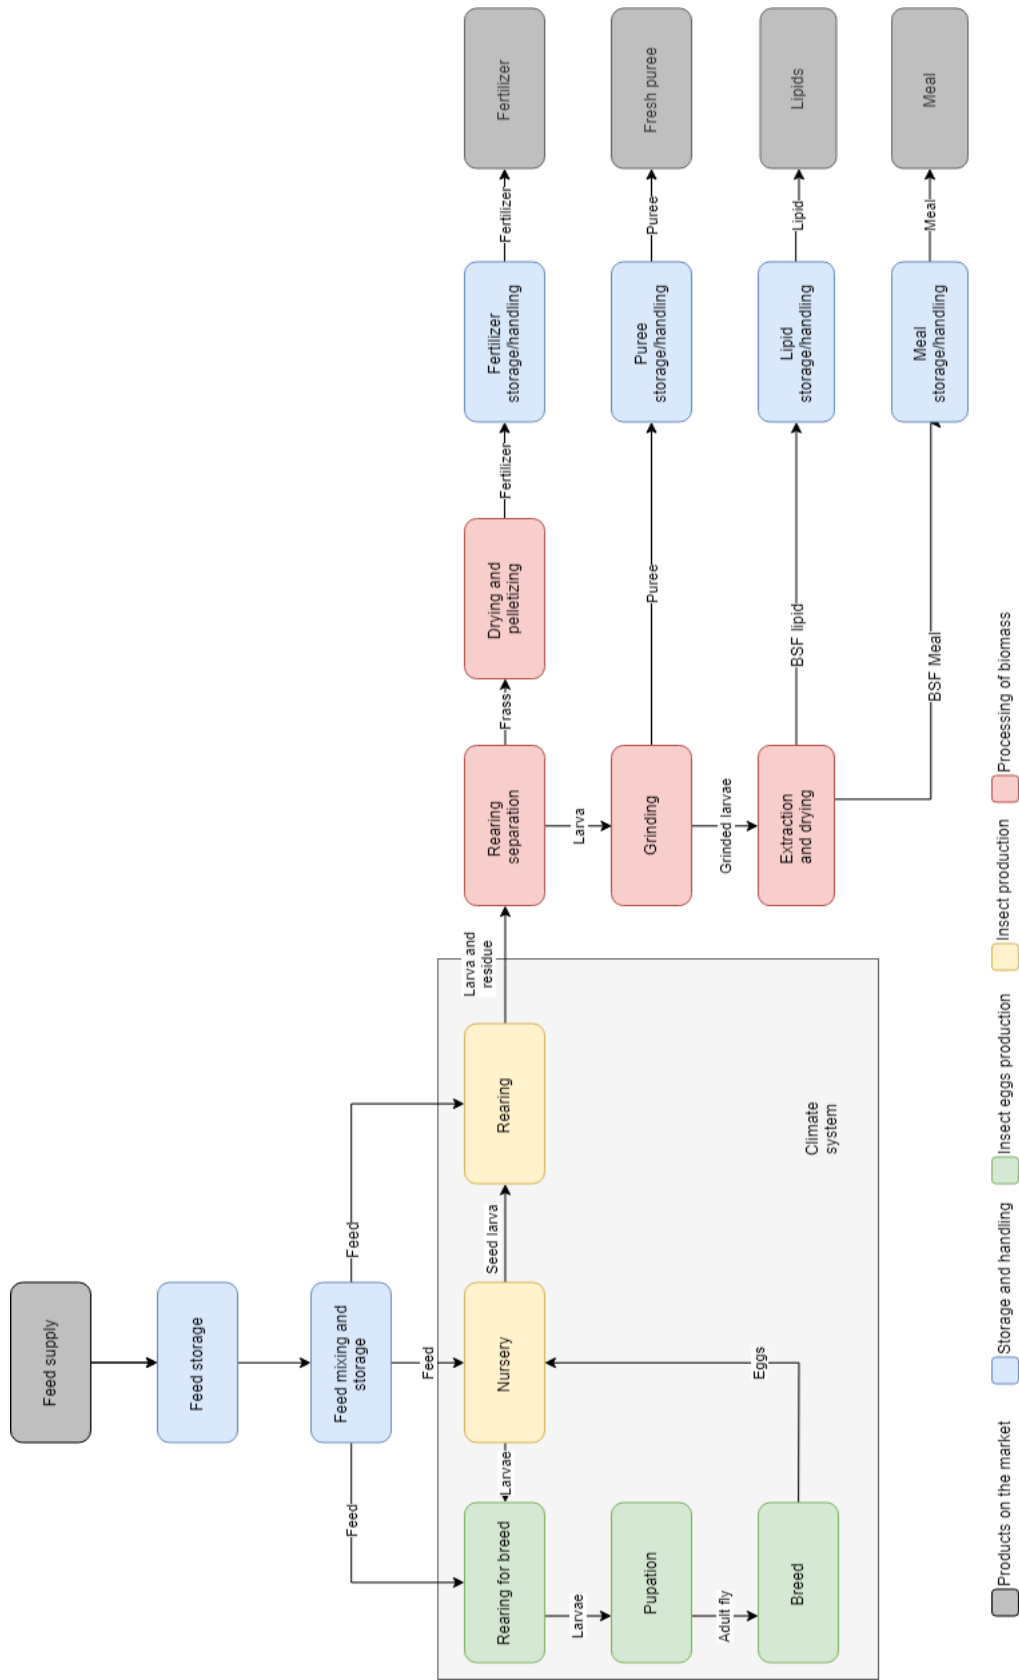 Feed supply
Feed storage
Feed mixing and
storage
Feed
Feed
Feed
Rearing for breed
Larvae
Nursery
Seed larva
Rearing
Larva and
residue
Rearing
separation
Frass
Drying and
pelletizing
Fertilizer
Fertilizer
storage/handling
Fertilizer
Fertilizer
Larvae
Larva
Pupation
Grinding
Puree
Puree
storage/handling
Puree
Fresh puree
Adult fly
Eggs
Grinded larvae
Breed
Climate
system
Extraction
and drying
BSF lipid
Lipid
storage/handling
Lipid
Lipids
BSF Meal
Meal
storage/handling
Meal
Meal
Products on the market
Storage and handling
Insect eggs production
Insect production
Processing of biomass